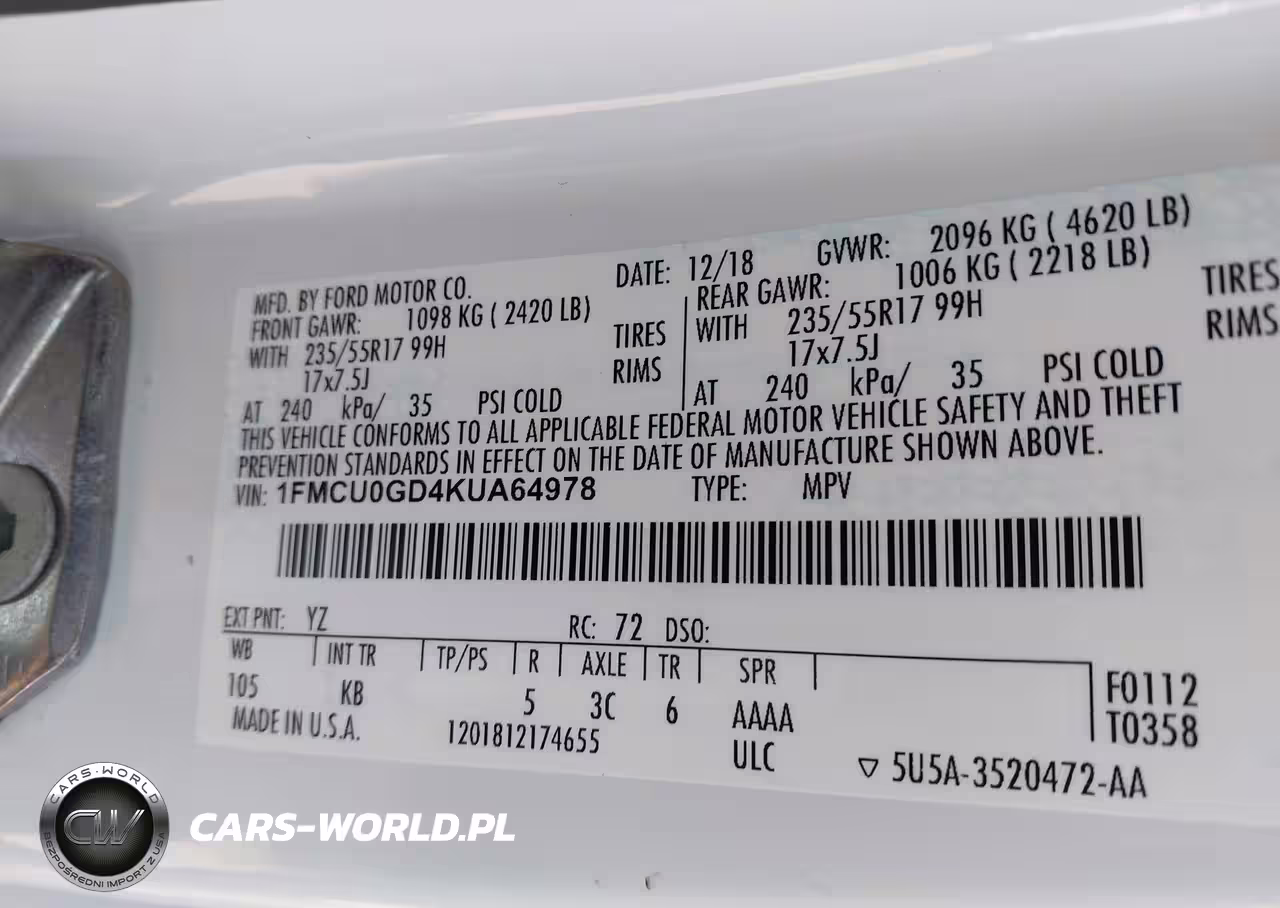 MFD. BY FORD MOTOR CO. DATE: 12/18 GVWR: 2096 KG ( 4620 LB)
FRONT GAWR: 1098 KG ( 2420 LB) REAR GAWR: 1006 KG ( 2218 LB)
WITH 235/55R17 99H TIRES WITH 235/55R17 99H TIRES
17x7.5J RIMS 17x7.5J RIMS
AT 240 kPa/ 35 PSI COLD AT 240 kPa/ 35 PSI COLD
THIS VEHICLE CONFORMS TO ALL APPLICABLE FEDERAL MOTOR VEHICLE SAFETY AND THEFT
PREVENTION STANDARDS IN EFFECT ON THE DATE OF MANUFACTURE SHOWN ABOVE.
VIN: 1FMCU0GD4KUA64978 TYPE: MPV
EXT PNT: YZ RC: 72 DSO:
WB INT TR TP/PS R AXLE TR SPR
105 KB 5 3C 6 AAAA F0112
T0358
MADE IN U.S.A. 1201812174655 ULC ▽ 5U5A-3520472-AA
CARS-WORLD
CW
BEZPOŚREDNI IMPORT Z USA
CARS-WORLD.PL